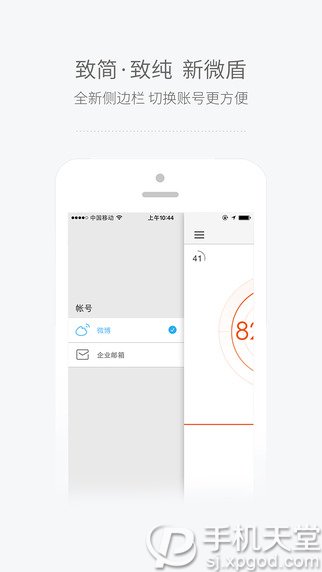 致简·致纯 新微盾
全新侧边栏 切换账号更方便
中国移动 上午10:44
41
帐号
微博
82
企业邮箱
手机天堂
sj.xpgod.com